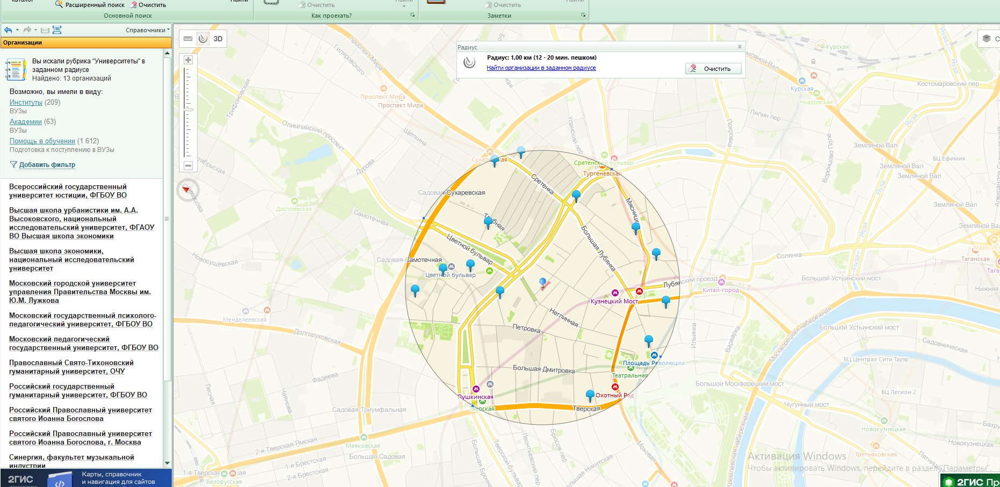 Расширенный поиск
Очистить
Очистить
Очистить
Основной поиск
Как проехать?
Заметки
Справочники
Организации
Вы искали рубрика "Университеты" в
заданном радиусе
Найдено: 13 организаций
Возможно, вы имели в виду:
Институты (209)
ВУЗы
Академии (63)
ВУЗы
Помощь в обучении (1 612)
Подготовка к поступлению в ВУЗы
Добавить фильтр
Всероссийский государственный
университет юстиции, ФГБОУ ВО
Высшая школа урбанистики им. А.А.
Высоковского, национальный
исследовательский университет, ФГАОУ
ВО Высшая школа экономики
Высшая школа экономики,
национальный исследовательский
университет
Московский городской университет
управления Правительства Москвы им.
Ю.М. Лужкова
Московский государственный психолого-
педагогический университет, ФГБОУ ВО
Московский педагогический
государственный университет, ФГБОУ ВО
Православный Свято-Тихоновский
гуманитарный университет, ОЧУ
Российский государственный
гуманитарный университет, ФГБОУ ВО
Российский Православный университет
святого Иоанна Богослова
Российский Православный университет
святого Иоанна Богослова, г. Москва
Синергия, факультет музыкальной
индустрии
2ГИС
Карты, справочник
и навигация для сайтов
3D
Радиус
Радиус: 1,00 км (12 - 20 мин. пешком)
Найти организации в заданном радиусе
Очистить
проспект Мира
Гиляровского
Трифоновская
Проспект Мира
Проспект Мира
Олимпийский проспект
Щепкина
Уланский пер
Дурова
Сухаревская
Сретенский бульвар
Тургеневская
Сретенка
Садовая-Сухаревская
Достоевская
Самотёчная
Трубная
Мясницк
Цветной бульвар
Большая Лубянка
Садовая-Самотечная
Новосущёвская
Цветной бульвар
Лубянский проезд
Китай-город
Кузнецкий Мост
Неглинная
Петровка
Менделеевская
Долгоруковская
Ильинка
Варварка
Площадь Революции
Театральная
Большая Дмитровка
Охотный Ряд
Пушкинская
Тверская
Тверская
Фадеева
Чаянова
Лесная
Садовая-Триумфальная
Маяковская
2-я Тверская-Ямская
1-я Брестская
2-я Брестская
1-я Тверская
Большая Садовая
Белорусская
Большая Бронн
Тверской бульвар
Леонтьевск
Брюсов пер
Большая Никитская
Моховая
Кремлёвская набережная
Курская
Курская
Чкаловская
Костомаровский пер
Яуза
Лялин пер
Покровка
Воронцово Поле
Земляной Вал
Земляной Вал
Земляной Вал
Земляной Вал
Земляной Вал
БЦ Ефимия
Яуза
Яуза
Яуза
Марксист
Таганская
Солянка
Большой Устьинский мост
Нижняя
Большой Устьинский мост
Москворецкая набережная
Садовническая
БЦ Централ Сити Тауэр
Большой Москворецкий мост
БЦ Легион 2
Чугунный мост
Новокузнецкая
Новокузнецкая
Бахру
Третьяковская
Пятниц
Активация Windows
Чтобы активировать Windows, перейдите в раздел "Параметры".
2ГИС Пр